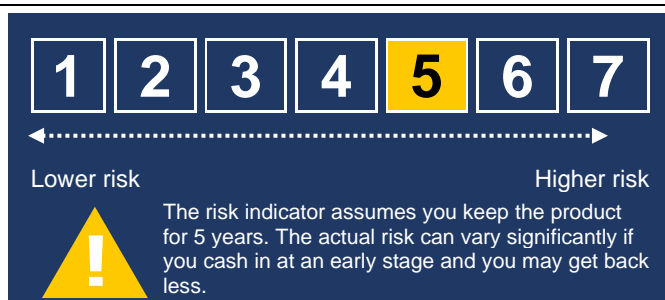 1 2 3 4 5 6 7
Lower risk Higher risk
!
The risk indicator assumes you keep the product
for 5 years. The actual risk can vary significantly if
you cash in at an early stage and you may get back
less.